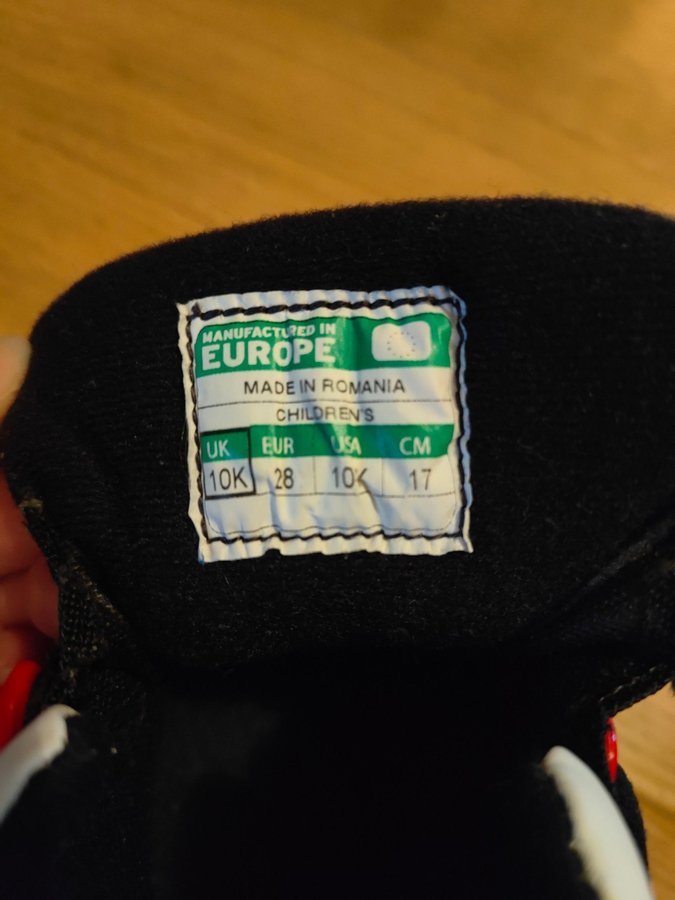 MANUFACTURED IN
EUROPE
MADE IN ROMANIA
CHILDREN'S
UK EUR USA CM
10K 28 10K 17